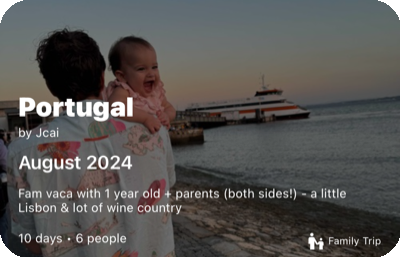 Portugal
by Jcai
August 2024
Fam vaca with 1 year old + parents (both sides!) - a little
Lisbon & lot of wine country
10 days • 6 people
Family Trip